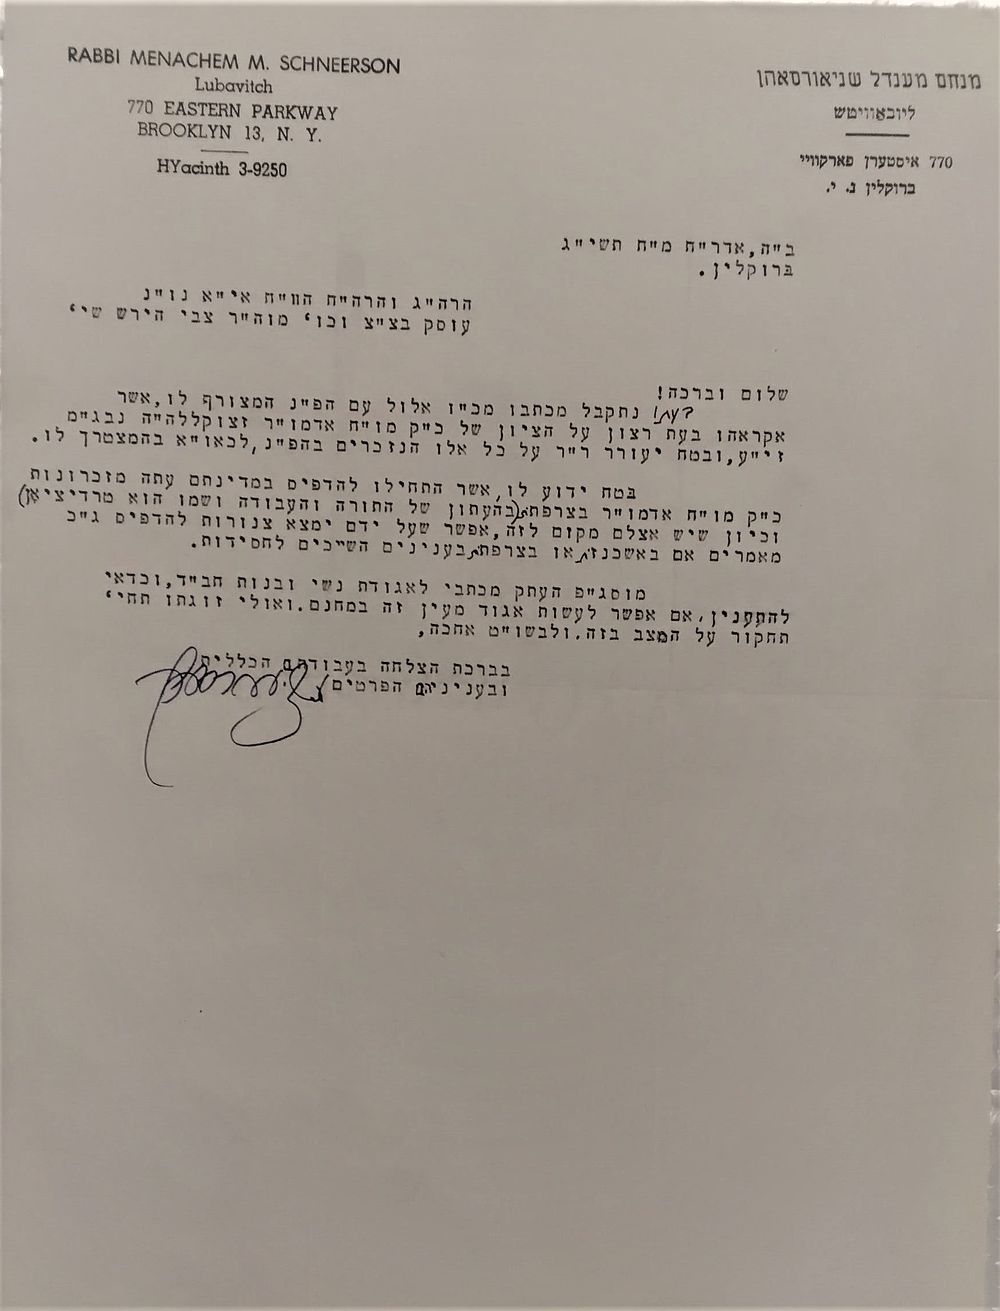 RABBI MENACHEM M. SCHNEERSON
Lubavitch
770 EASTERN PARKWAY
BROOKLYN 13, N. Y.
HYacinth 3-9250
מנחם מענדל שניאורסאהן
ליובאוויטש
770 איסטערן פארקוויי
ברוקלין נ. י.
ב"ה,אדר"ח מ"ח תשי"ג
ברוקלין.
הרה"ג והרה"ח הוו"ח אי"א נו"נ
עוסק בצ"צ וכו' מוה"ר צבי הירש שי'
שלום וברכה!
נתקבל מכתבו מכ"ז אלול עם הפ"נ המצורף לו,אשר
אקראהו בעת רצון על הציון של כ"ק מו"ח אדמו"ר זצוקללה"ה נבג"מ
זי"ע,ובטח יעורר ר"ר על כל אלו הנזכרים בהפ"נ,לכאו"א בהמצטרך לו.
בטח ידוע לו,אשר התחילו להדפיס במדינתם עתה מזכרונות
כ"ק מו"ח אדמו"ר בצרפתית (בהעתון של התורה והעבודה ושמו הוא טרדיציאן)
וכיון שיש אצלם מקום לזה,אפשר שעל ידם ימצא צנורות להדפיס ג"כ
מאמרים אם באשכנזית או בצרפתית בענינים השייכים לחסידות.
מוסג"פ העתק מכתבי לאגודת נשי ובנות חב"ד,וכדאי
להתענין,אם אפשר לעשות אגוד מעין זה במחנם.ואולי זוגתו תחי'
תחקור על המצב בזה.ולבשו"ט אחכה,
בברכת הצלחה בעבודתם הכללית
ובעניניהם הפרטים